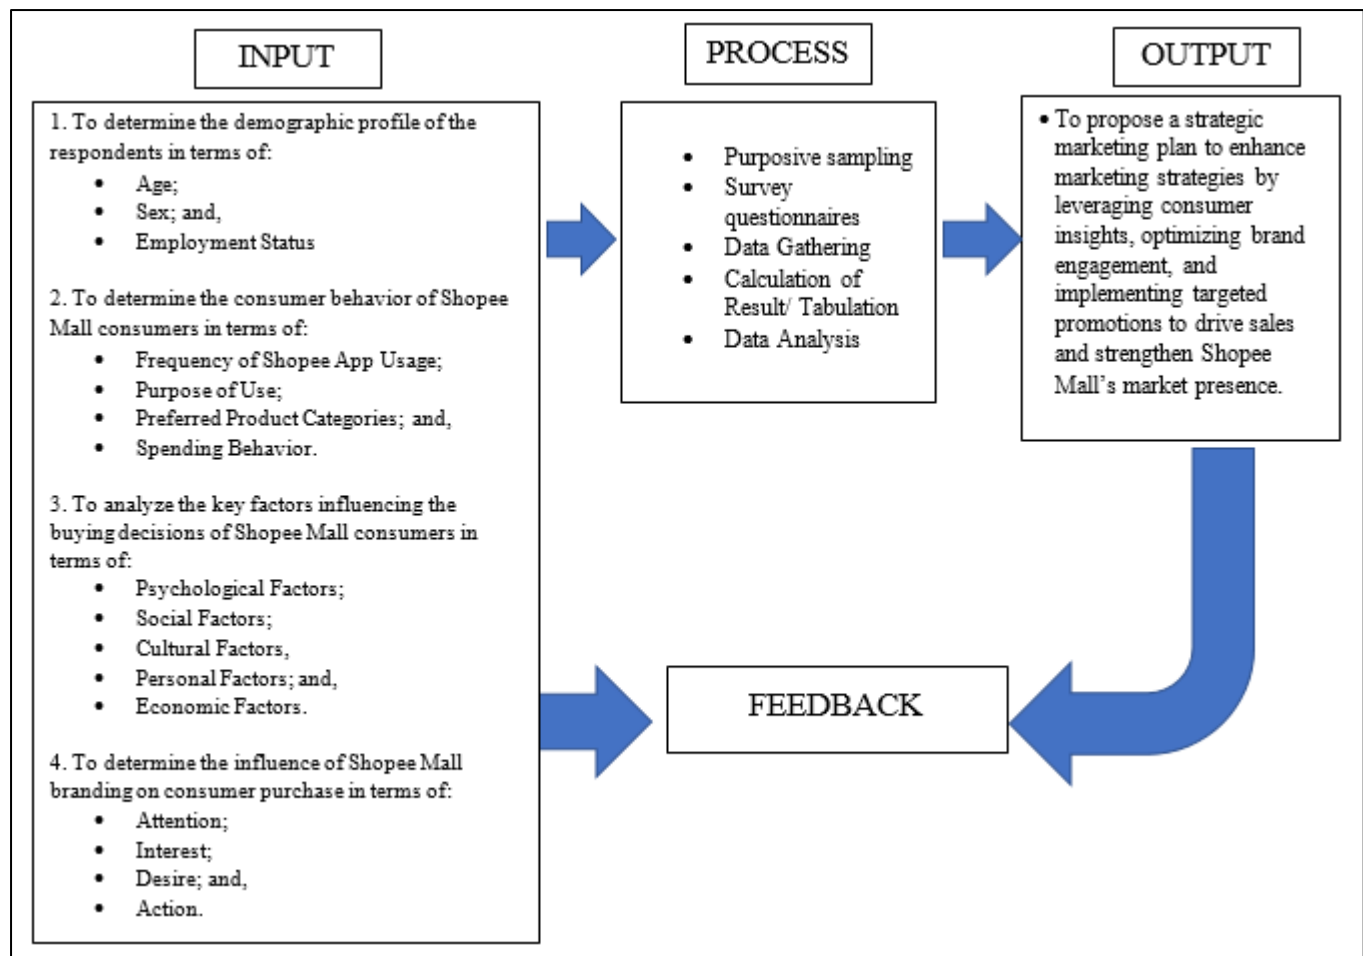 INPUT
1. To determine the demographic profile of the
respondents in terms of:
• Age;
• Sex; and,
• Employment Status
2. To determine the consumer behavior of Shopee
Mall consumers in terms of:
• Frequency of Shopee App Usage;
• Purpose of Use;
• Preferred Product Categories; and,
• Spending Behavior.
3. To analyze the key factors influencing the
buying decisions of Shopee Mall consumers in
terms of:
• Psychological Factors;
• Social Factors;
• Cultural Factors,
• Personal Factors; and,
• Economic Factors.
4. To determine the influence of Shopee Mall
branding on consumer purchase in terms of:
• Attention;
• Interest;
• Desire; and,
• Action.
PROCESS
• Purposive sampling
• Survey
questionnaires
• Data Gathering
• Calculation of
Result/ Tabulation
• Data Analysis
OUTPUT
• To propose a strategic
marketing plan to enhance
marketing strategies by
leveraging consumer
insights, optimizing brand
engagement, and
implementing targeted
promotions to drive sales
and strengthen Shopee
Mall’s market presence.
FEEDBACK